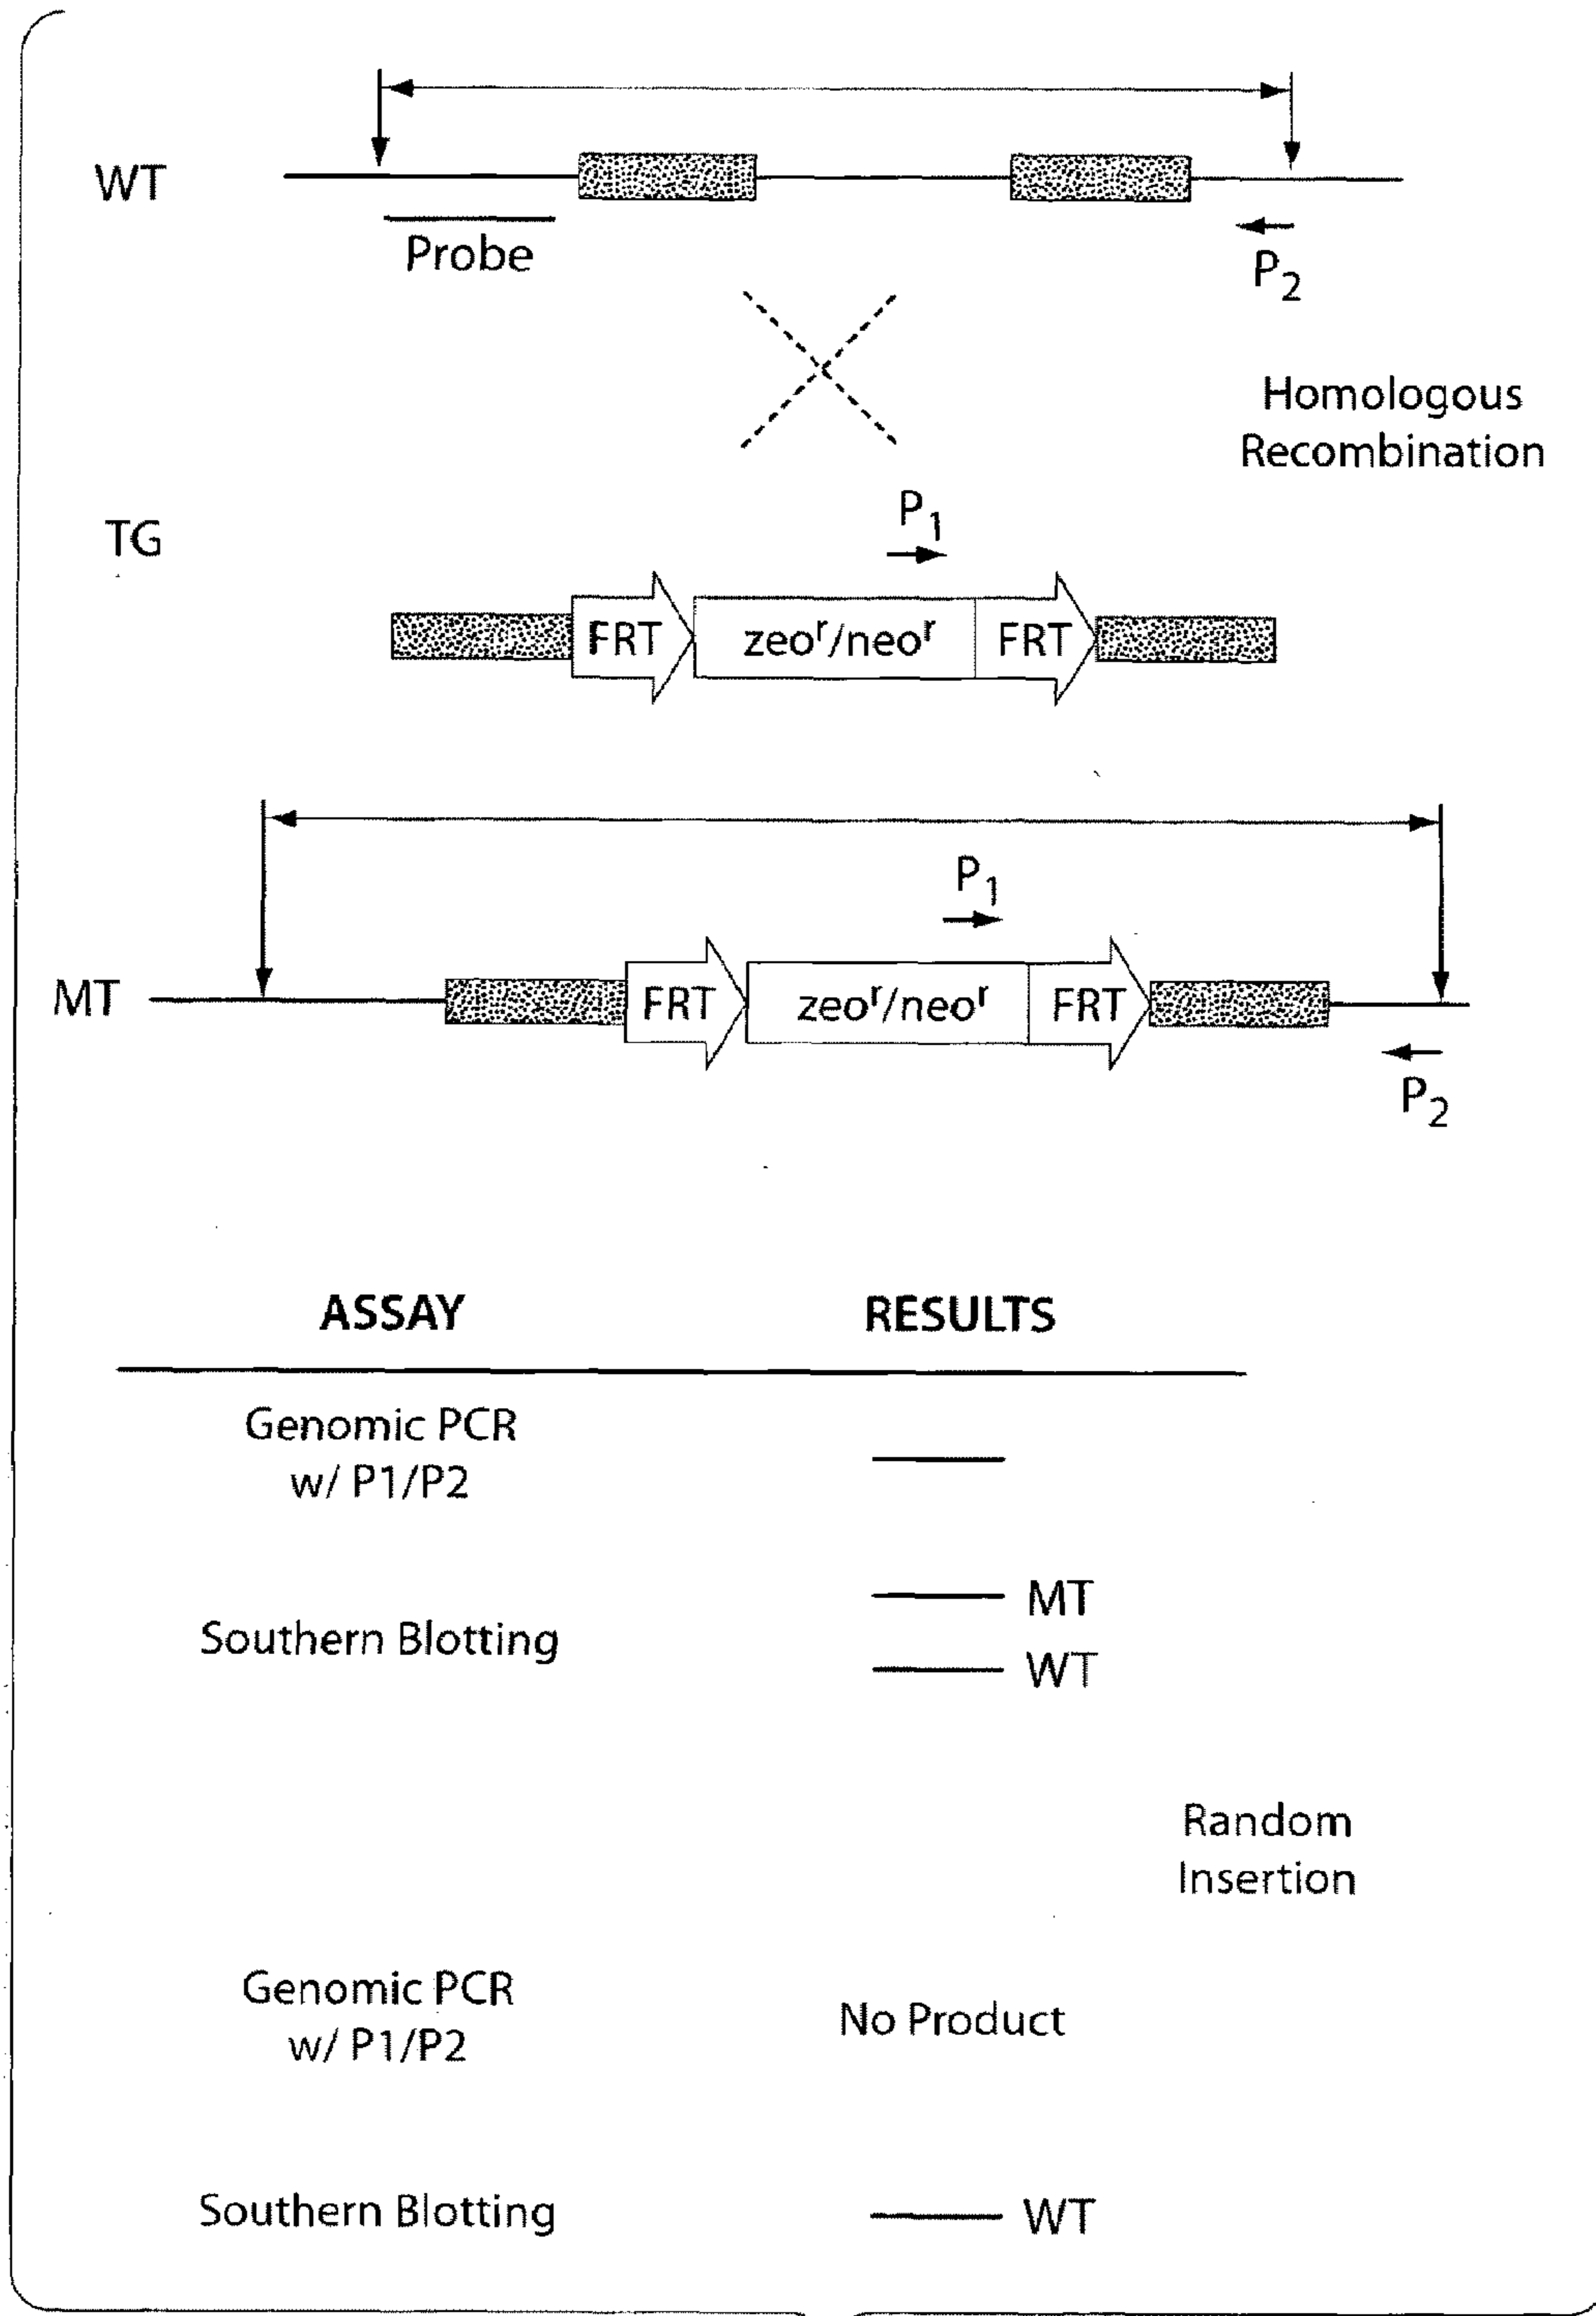 WT
Probe
P2
Homologous
Recombination
P1
TG
FRT zeoʳ/neoʳ FRT
P1
MT
FRT zeoʳ/neoʳ FRT
P2
ASSAY RESULTS
Genomic PCR
w/ P1/P2
MT
Southern Blotting
WT
Random
Insertion
Genomic PCR
w/ P1/P2
No Product
Southern Blotting WT